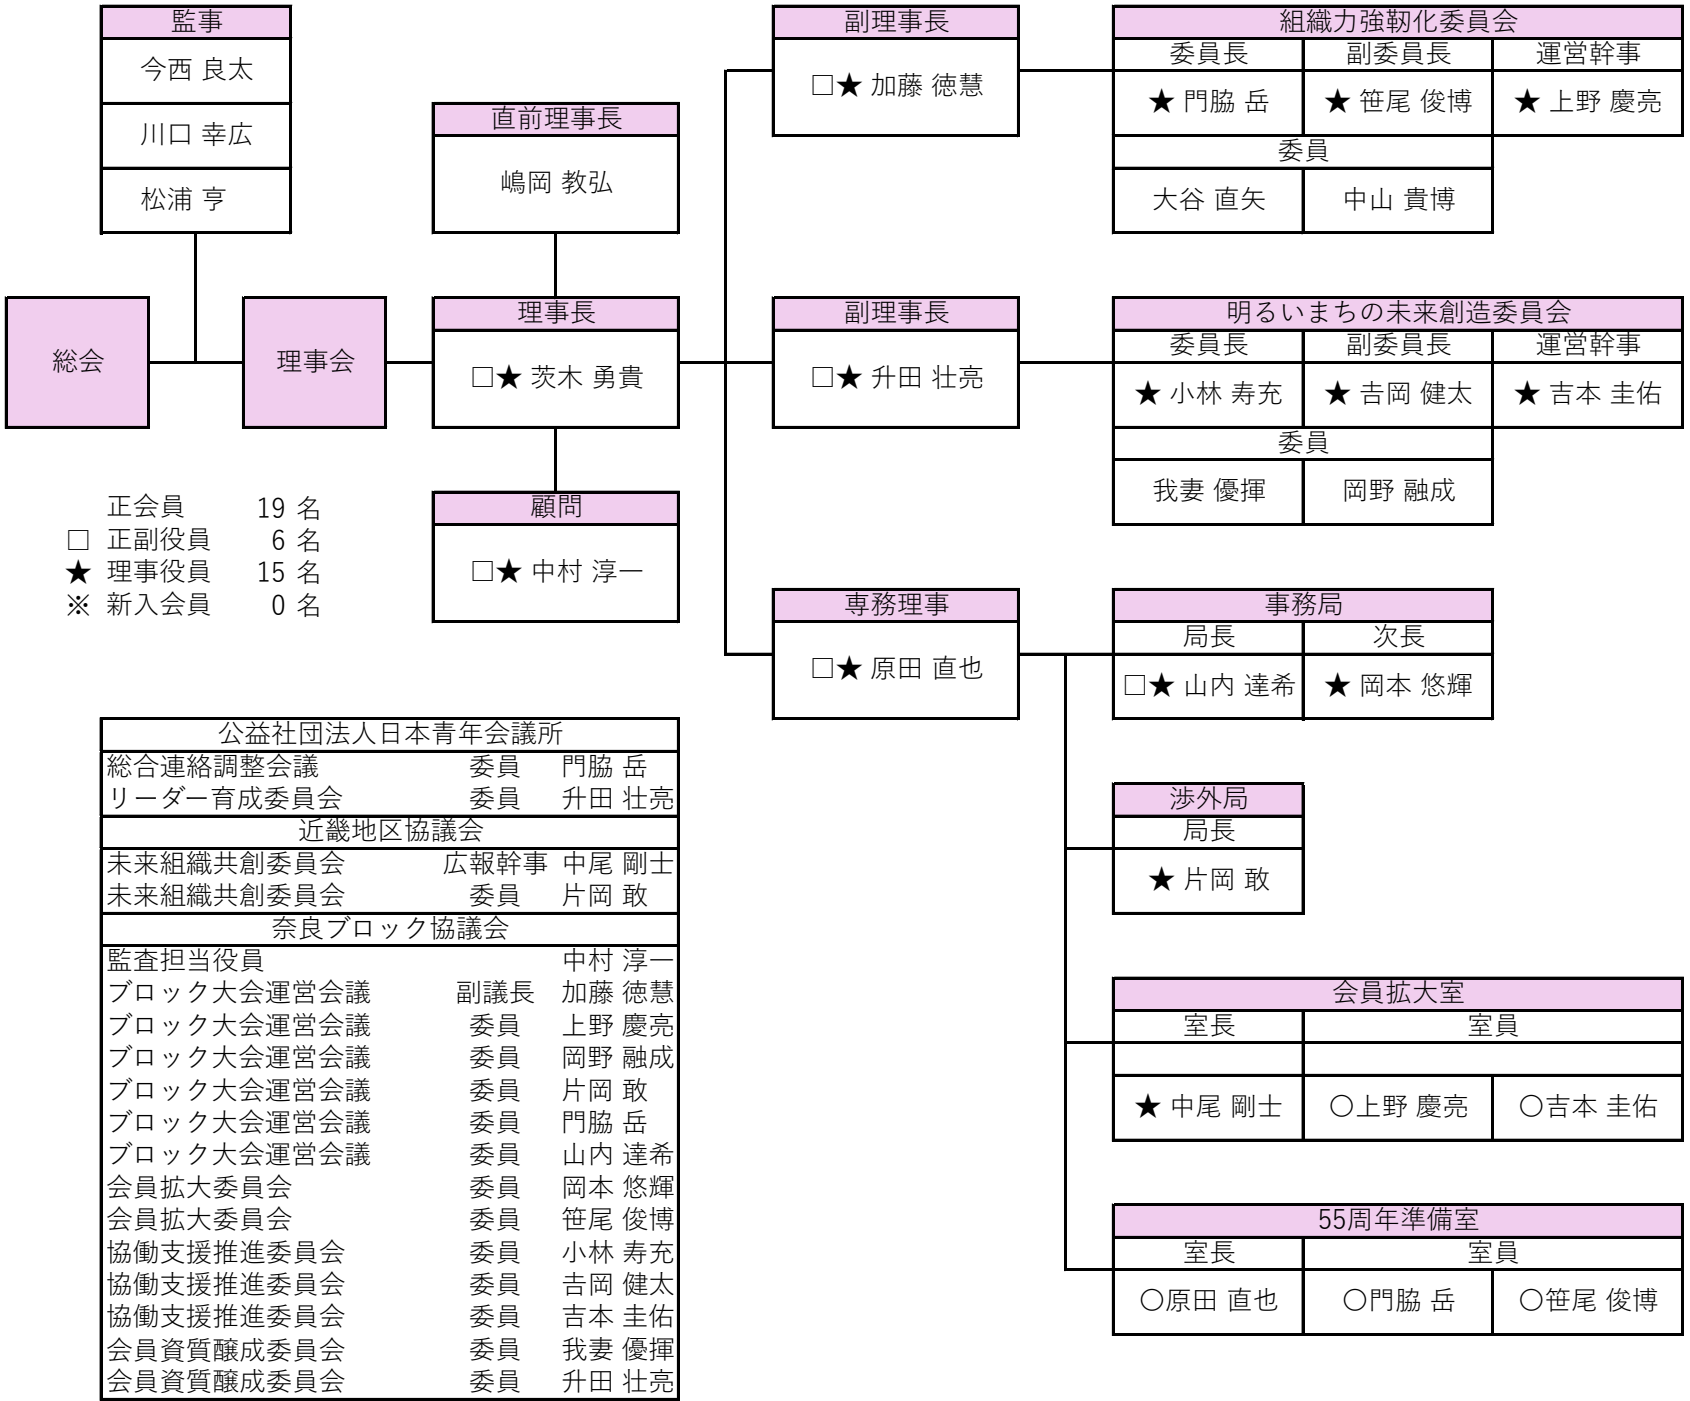 監事
今西 良太
川口 幸広
松浦 亨
直前理事長
嶋岡 教弘
総会
理事会
理事長
□★ 茨木 勇貴
顧問
□★ 中村 淳一
正会員 19 名
□ 正副役員 6 名
★ 理事役員 15 名
※ 新入会員 0 名
副理事長
□★ 加藤 徳慧
組織力強靭化委員会
委員長 副委員長 運営幹事
★ 門脇 岳 ★ 笹尾 俊博 ★ 上野 慶亮
委員
大谷 直矢 中山 貴博
副理事長
□★ 升田 壮亮
明るいまちの未来創造委員会
委員長 副委員長 運営幹事
★ 小林 寿充 ★ 𠮷岡 健太 ★ 吉本 圭佑
委員
我妻 優揮 岡野 融成
専務理事
□★ 原田 直也
事務局
局長 次長
□★ 山内 達希 ★ 岡本 悠輝
渉外局
局長
★ 片岡 敢
会員拡大室
室長 室員
★ 中尾 剛士 〇上野 慶亮 〇吉本 圭佑
55周年準備室
室長 室員
〇原田 直也 〇門脇 岳 〇笹尾 俊博
公益社団法人日本青年会議所
総合連絡調整会議 委員 門脇 岳
リーダー育成委員会 委員 升田 壮亮
近畿地区協議会
未来組織共創委員会 広報幹事 中尾 剛士
未来組織共創委員会 委員 片岡 敢
奈良ブロック協議会
監査担当役員 中村 淳一
ブロック大会運営会議 副議長 加藤 徳慧
ブロック大会運営会議 委員 上野 慶亮
ブロック大会運営会議 委員 岡野 融成
ブロック大会運営会議 委員 片岡 敢
ブロック大会運営会議 委員 門脇 岳
ブロック大会運営会議 委員 山内 達希
会員拡大委員会 委員 岡本 悠輝
会員拡大委員会 委員 笹尾 俊博
協働支援推進委員会 委員 小林 寿充
協働支援推進委員会 委員 𠮷岡 健太
協働支援推進委員会 委員 吉本 圭佑
会員資質醸成委員会 委員 我妻 優揮
会員資質醸成委員会 委員 升田 壮亮